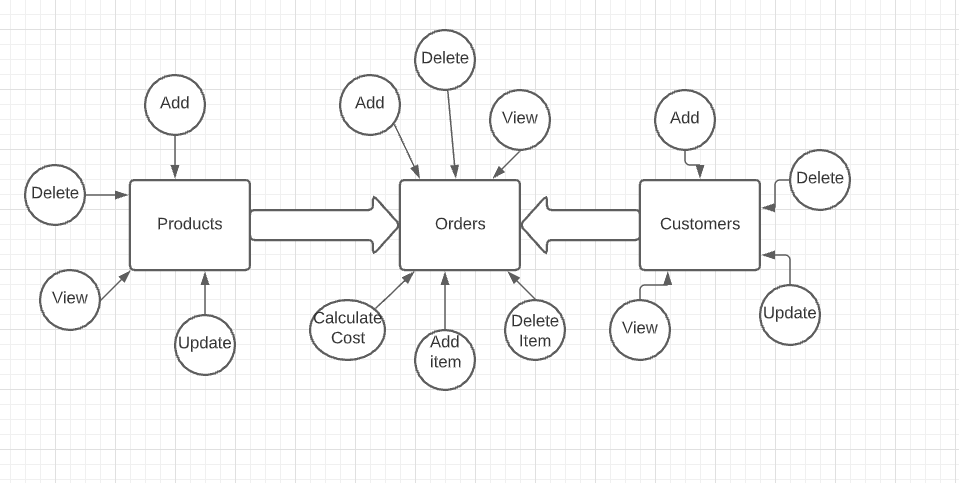 Delete
Add
Add
View
Add
Delete
Delete
Products
Orders
Customers
View
Update
Calculate
Cost
Add
item
Delete
Item
View
Update